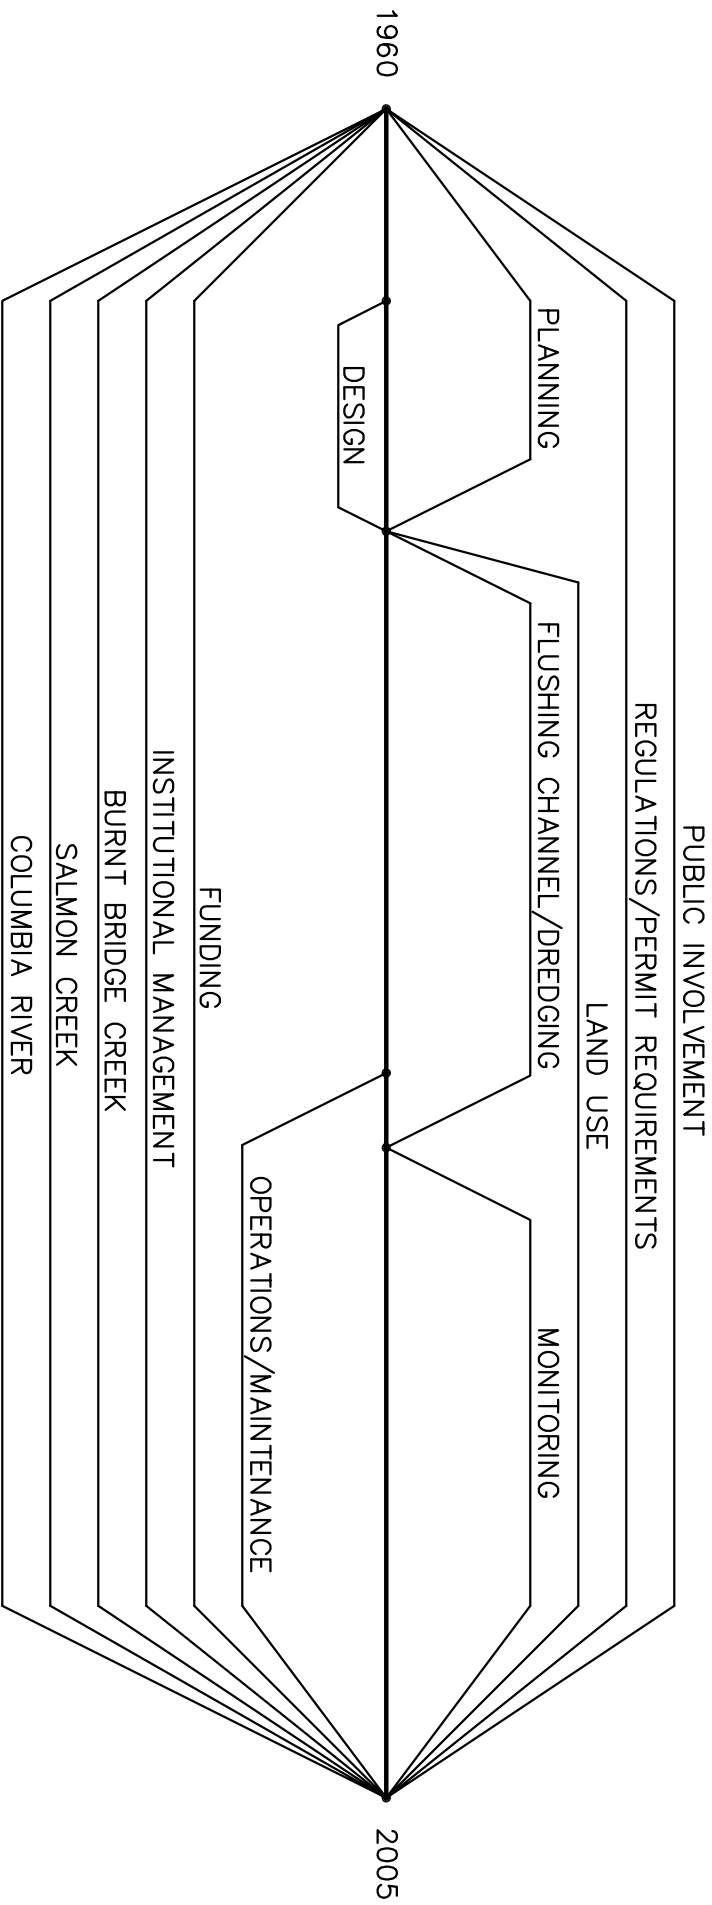 PUBLIC INVOLVEMENT
REGULATIONS/PERMIT REQUIREMENTS
LAND USE
PLANNING
FLUSHING CHANNEL/DREDGING
MONITORING
1960
2005
DESIGN
OPERATIONS/MAINTENANCE
FUNDING
INSTITUTIONAL MANAGEMENT
BURNT BRIDGE CREEK
SALMON CREEK
COLUMBIA RIVER